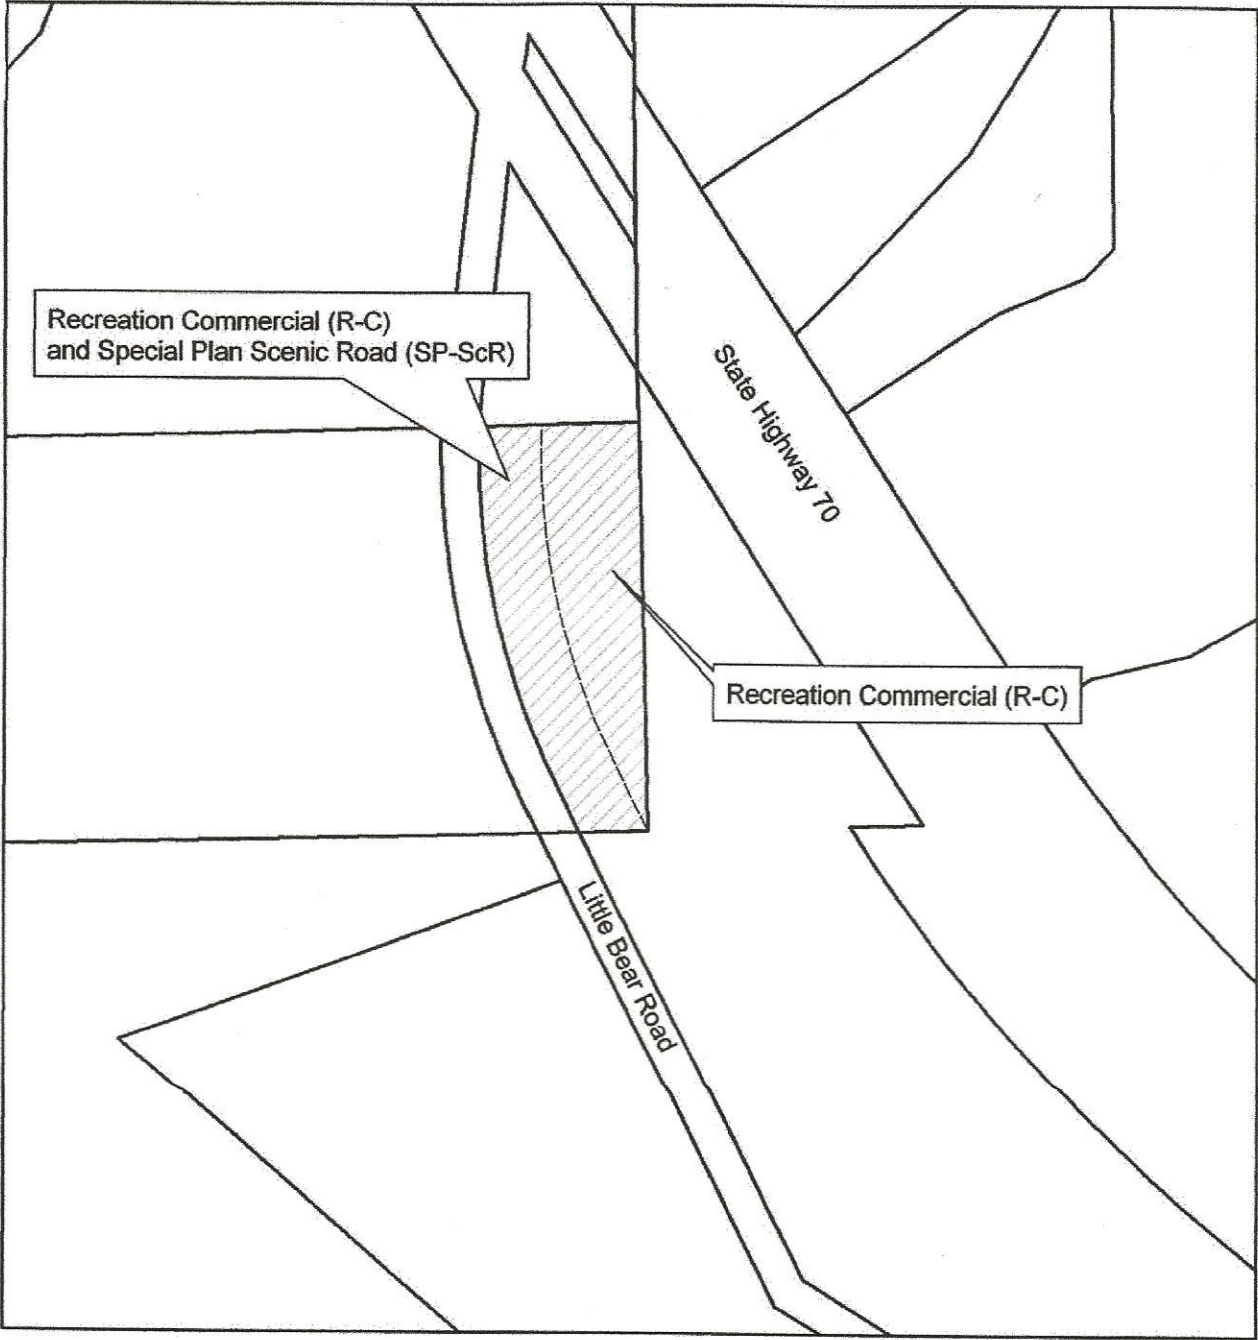 Recreation Commercial (R-C)
and Special Plan Scenic Road (SP-ScR)
State Highway 70
Recreation Commercial (R-C)
Little Bear Road